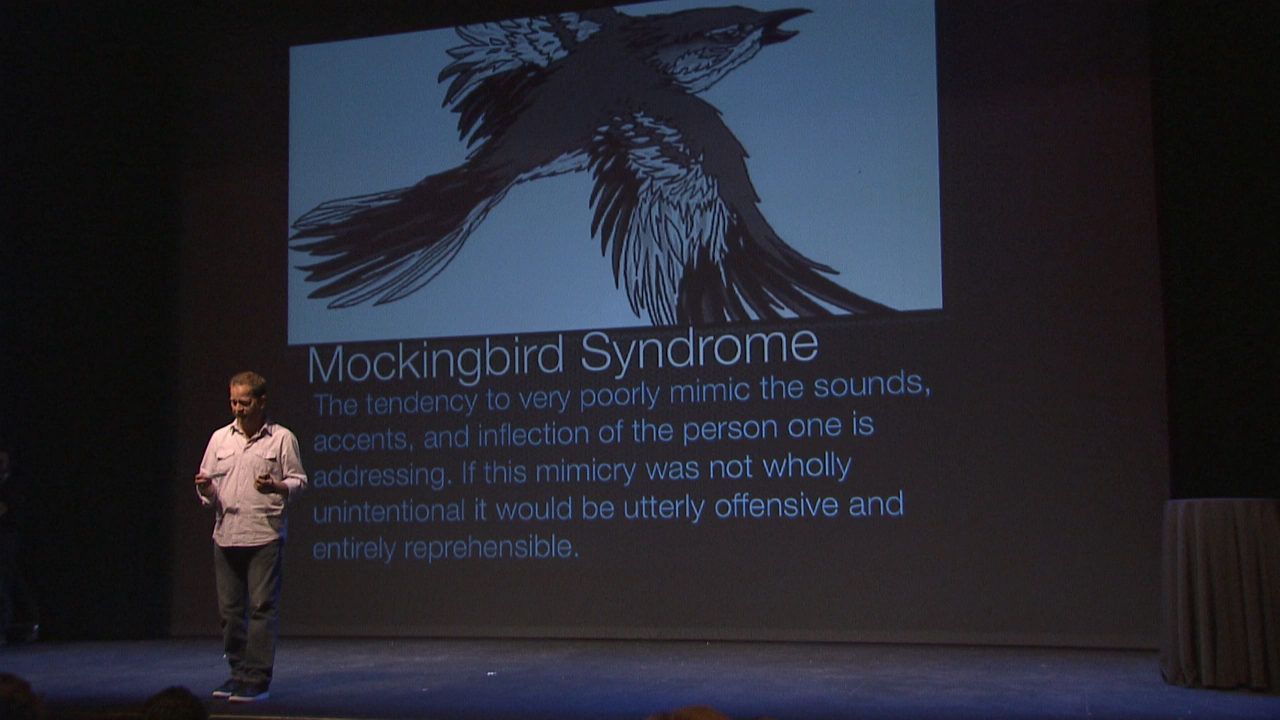 Mockingbird Syndrome
The tendency to very poorly mimic the sounds,
accents, and inflection of the person one is
addressing. If this mimicry was not wholly
unintentional it would be utterly offensive and
entirely reprehensible.